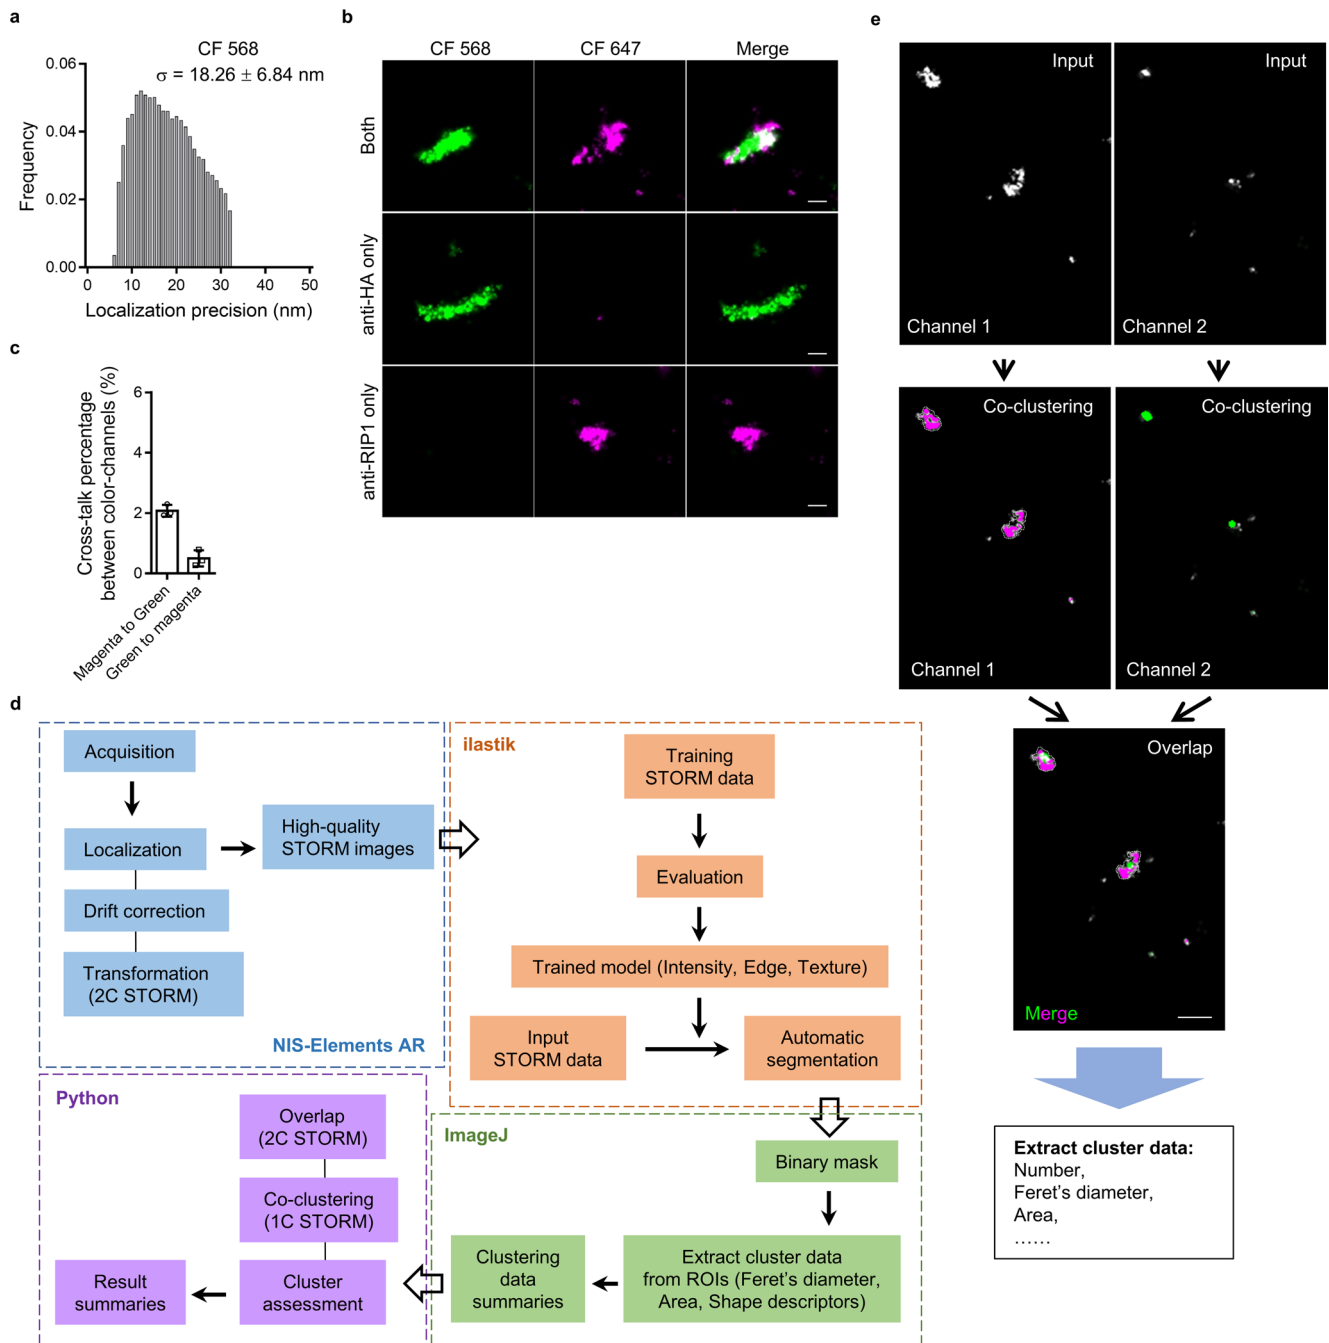 a
CF 568
σ = 18.26 ± 6.84 nm
0.06
0.04
0.02
0.00
Frequency
0
10
20
30
40
50
Localization precision (nm)
b
CF 568
CF 647
Merge
Both
anti-HA only
anti-RIP1 only
c
6
4
2
0
Cross-talk percentage
between color-channels (%)
Magenta to Green
Green to magenta
d
Acquisition
Localization
Drift correction
Transformation
(2C STORM)
High-quality
STORM images
NIS-Elements AR
ilastik
Training
STORM data
Evaluation
Trained model (Intensity, Edge, Texture)
Input
STORM data
Automatic
segmentation
ImageJ
Binary mask
Extract cluster data
from ROIs (Feret's diameter,
Area, Shape descriptors)
Clustering
data
summaries
Python
Overlap
(2C STORM)
Co-clustering
(1C STORM)
Cluster
assessment
Result
summaries
e
Input
Channel 1
Input
Channel 2
Co-clustering
Channel 1
Co-clustering
Channel 2
Overlap
Merge
Extract cluster data:
Number,
Feret's diameter,
Area,
……